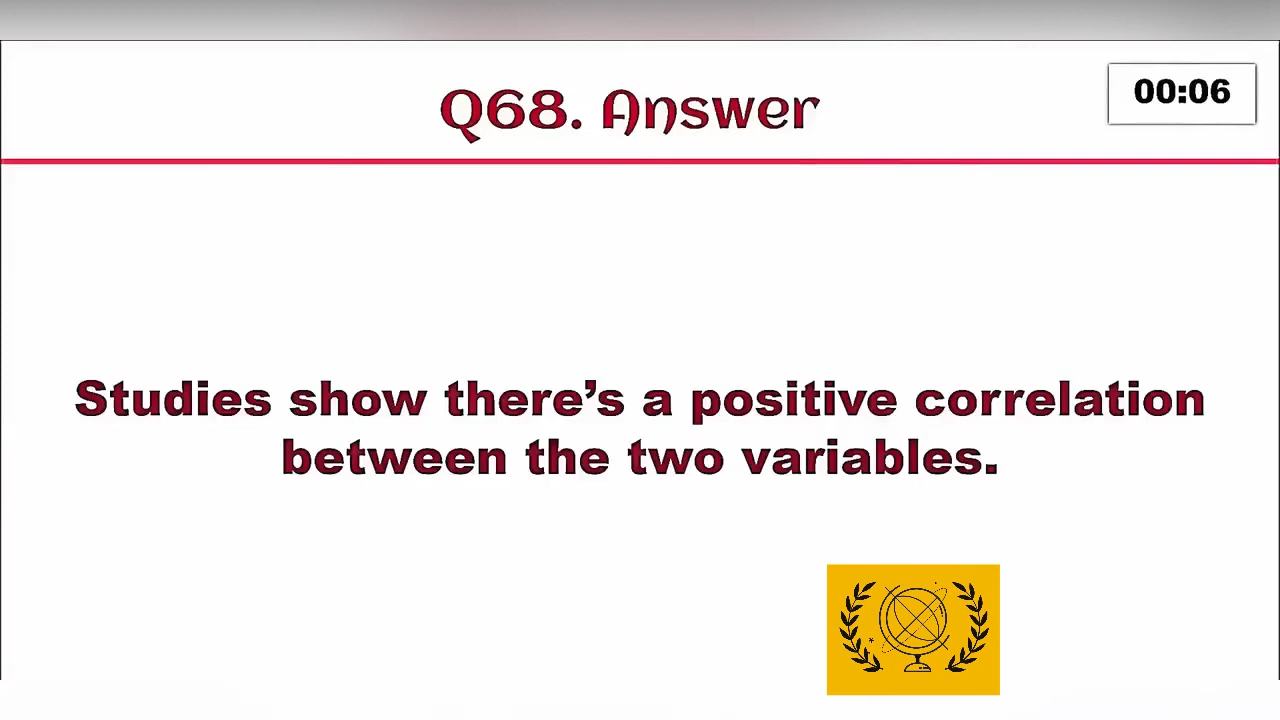 Q68. Answer
00:06
Studies show there’s a positive correlation
between the two variables.